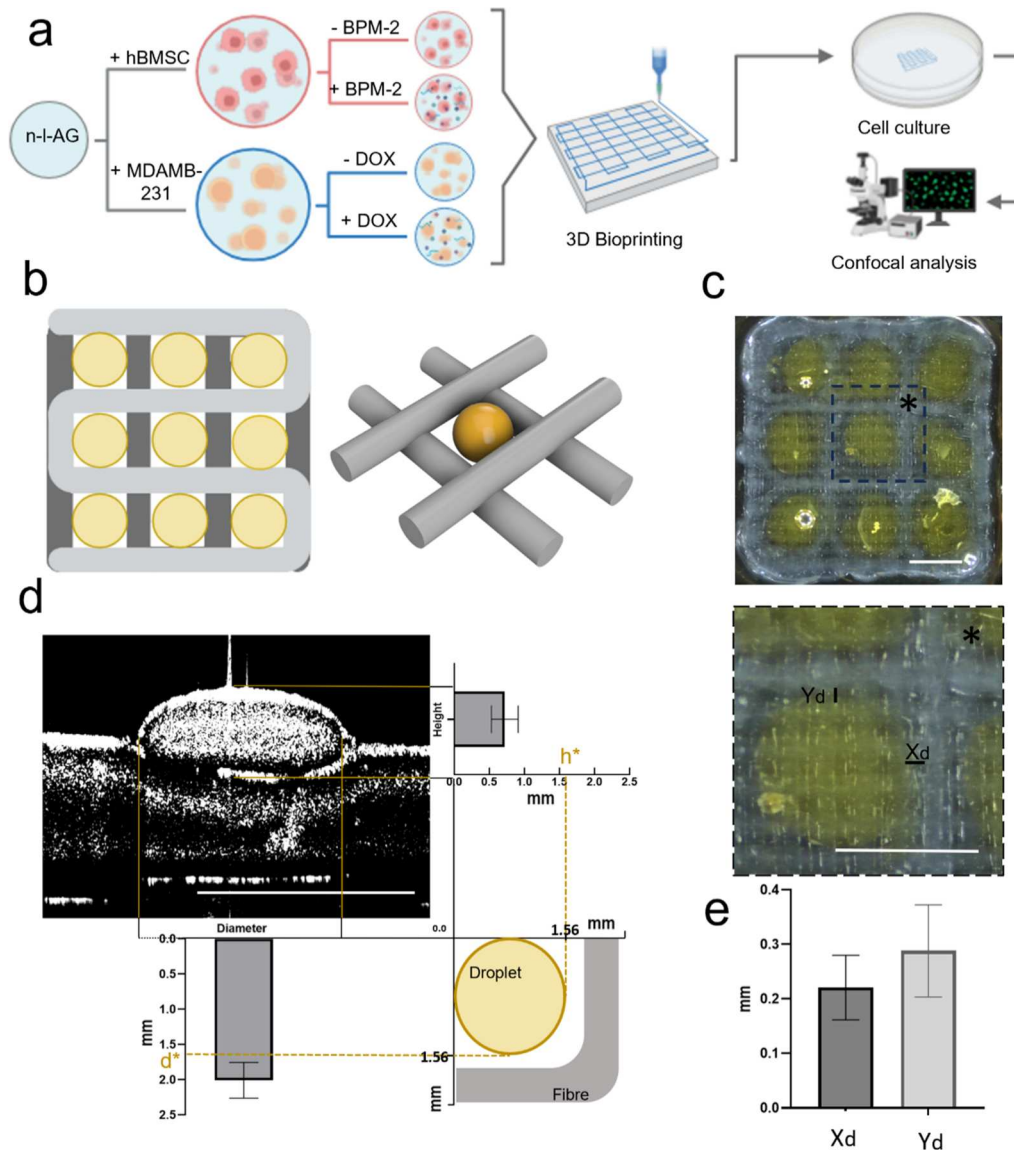 a
n-l-AG
+ hBMSC
+ MDAMB-
231
- BPM-2
+ BPM-2
- DOX
+ DOX
3D Bioprinting
Cell culture
Confocal analysis
b
c
*
*
Yd
Xd
d
Height
0.0 0.5 1.0 1.5 2.0 2.5
mm
h*
Diameter
0.0
0.5
1.0
1.5
2.0
2.5
mm
d*
0.0
1.56
mm
Droplet
1.56
mm
Fibre
e
0.4
0.3
0.2
0.1
0.0
mm
Xd
Yd